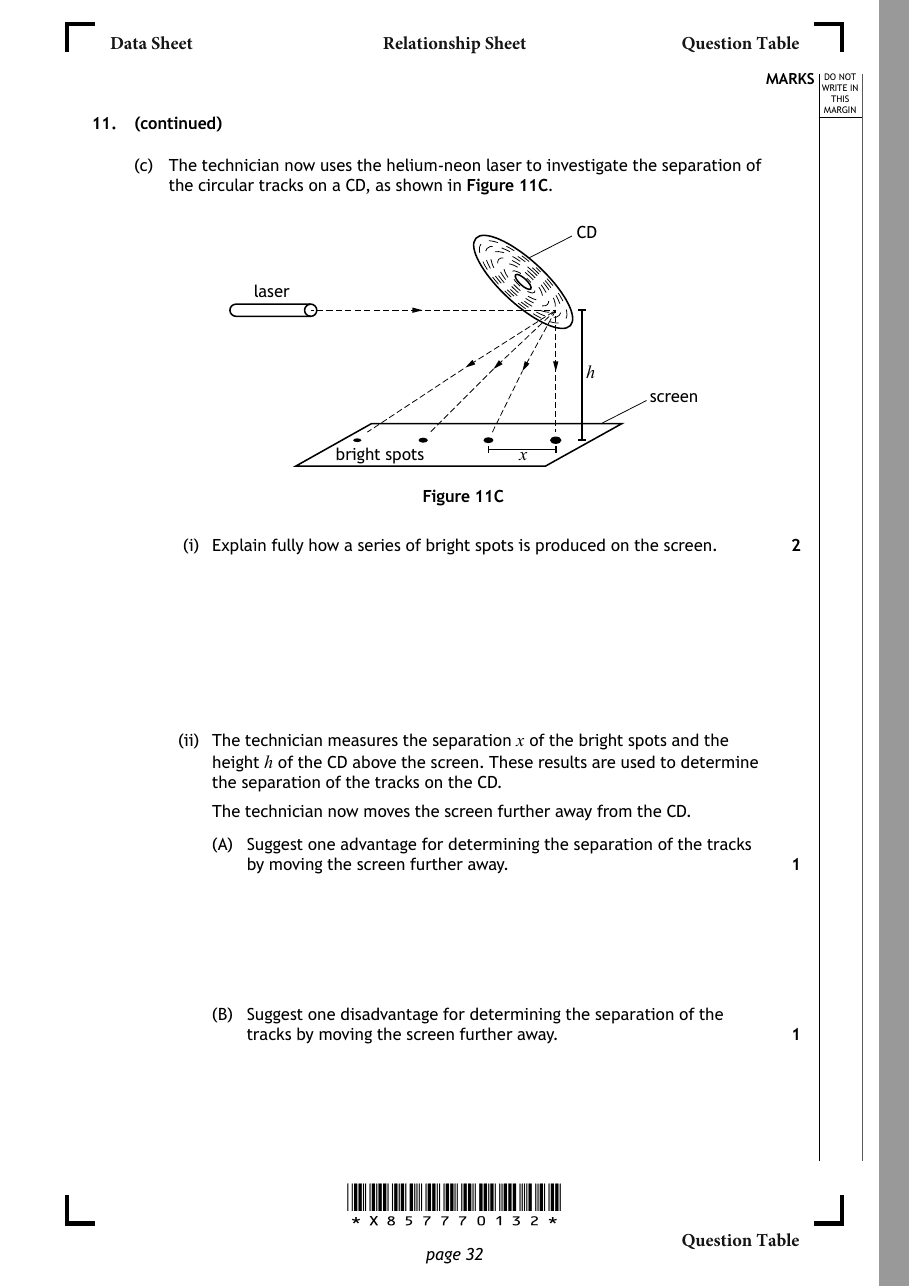 Data Sheet Relationship Sheet Question Table
MARKS
DO NOT
WRITE IN
THIS
MARGIN
11. (continued)
(c) The technician now uses the helium-neon laser to investigate the separation of
the circular tracks on a CD, as shown in Figure 11C.
CD
laser
h
screen
bright spots
x
Figure 11C
(i) Explain fully how a series of bright spots is produced on the screen. 2
(ii) The technician measures the separation x of the bright spots and the
height h of the CD above the screen. These results are used to determine
the separation of the tracks on the CD.
The technician now moves the screen further away from the CD.
(A) Suggest one advantage for determining the separation of the tracks
by moving the screen further away. 1
(B) Suggest one disadvantage for determining the separation of the
tracks by moving the screen further away. 1
* X 8 5 7 7 7 0 1 3 2 *
page 32
Question Table